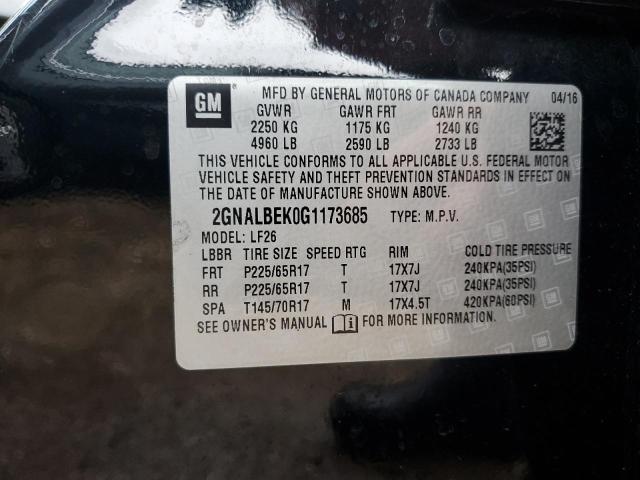 GM MFD BY GENERAL MOTORS OF CANADA COMPANY 04/16
GVWR GAWR FRT GAWR RR
2250 KG 1175 KG 1240 KG
4960 LB 2590 LB 2733 LB
THIS VEHICLE CONFORMS TO ALL APPLICABLE U.S. FEDERAL MOTOR
VEHICLE SAFETY AND THEFT PREVENTION STANDARDS IN EFFECT ON
THE DATE OF MANUFACTURE SHOWN ABOVE.
2GNALBEK0G1173685 TYPE: M.P.V.
MODEL: LF26
LBBR TIRE SIZE SPEED RTG RIM COLD TIRE PRESSURE
FRT P225/65R17 T 17X7J 240KPA(35PSI)
RR P225/65R17 T 17X7J 240KPA(35PSI)
SPA T145/70R17 M 17X4.5T 420KPA(60PSI)
SEE OWNER'S MANUAL FOR MORE INFORMATION.